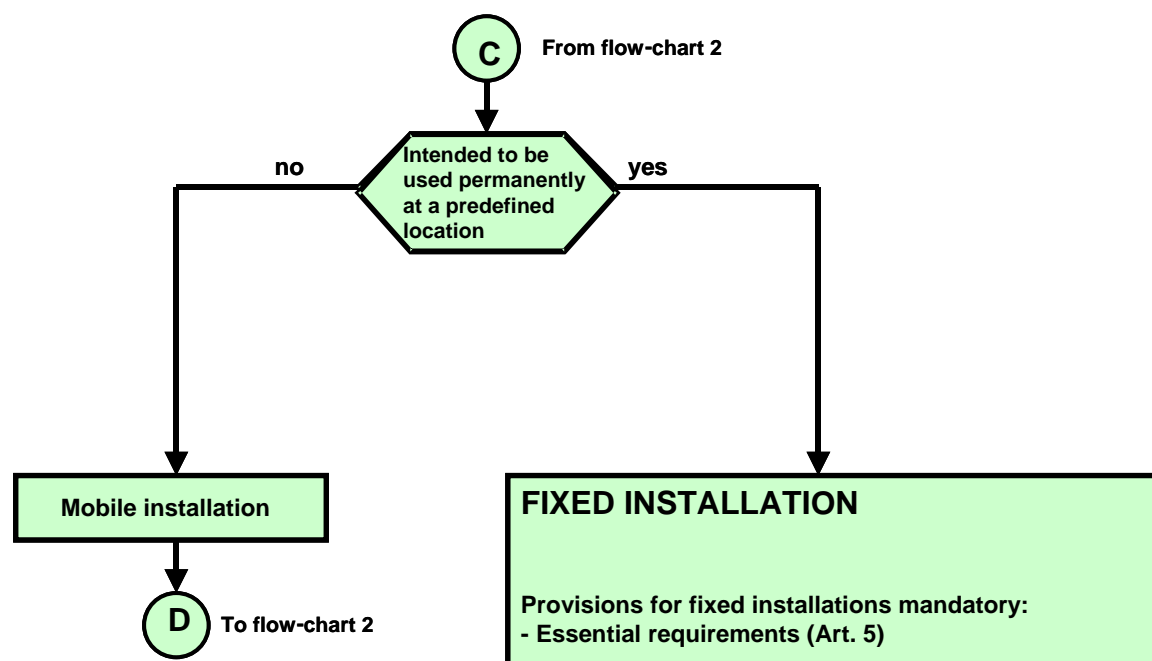 C
From flow-chart 2
Intended to be
used permanently
at a predefined
location
no
yes
Mobile installation
FIXED INSTALLATION
Provisions for fixed installations mandatory:
- Essential requirements (Art. 5)
D
To flow-chart 2